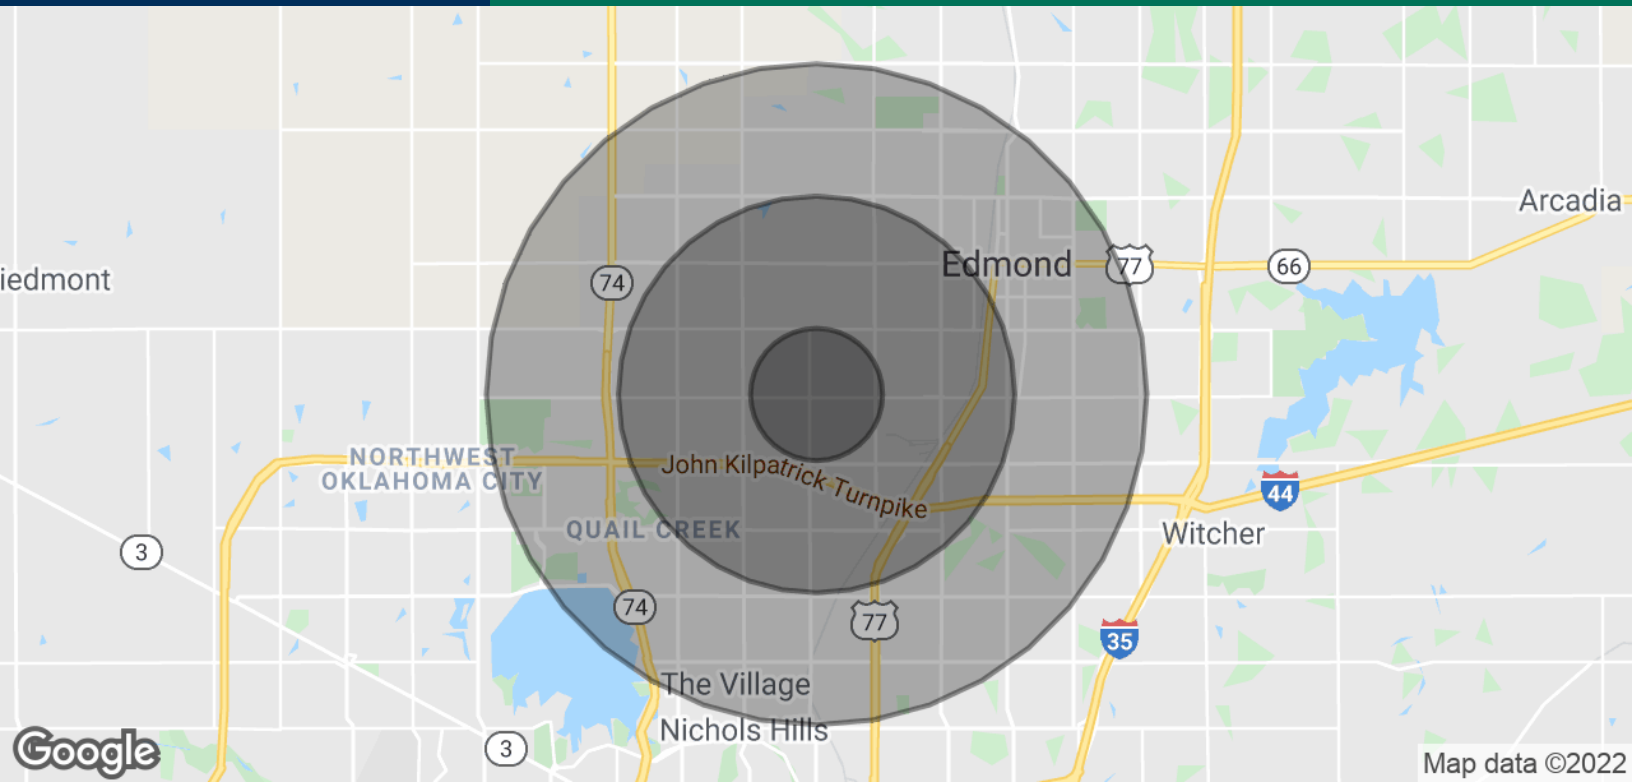 Arcadia
Edmond
77
66
iedmont
74
NORTHWEST
OKLAHOMA CITY
John Kilpatrick Turnpike
44
QUAIL CREEK
Witcher
3
74
77
35
The Village
Nichols Hills
3
Google
Map data ©2022